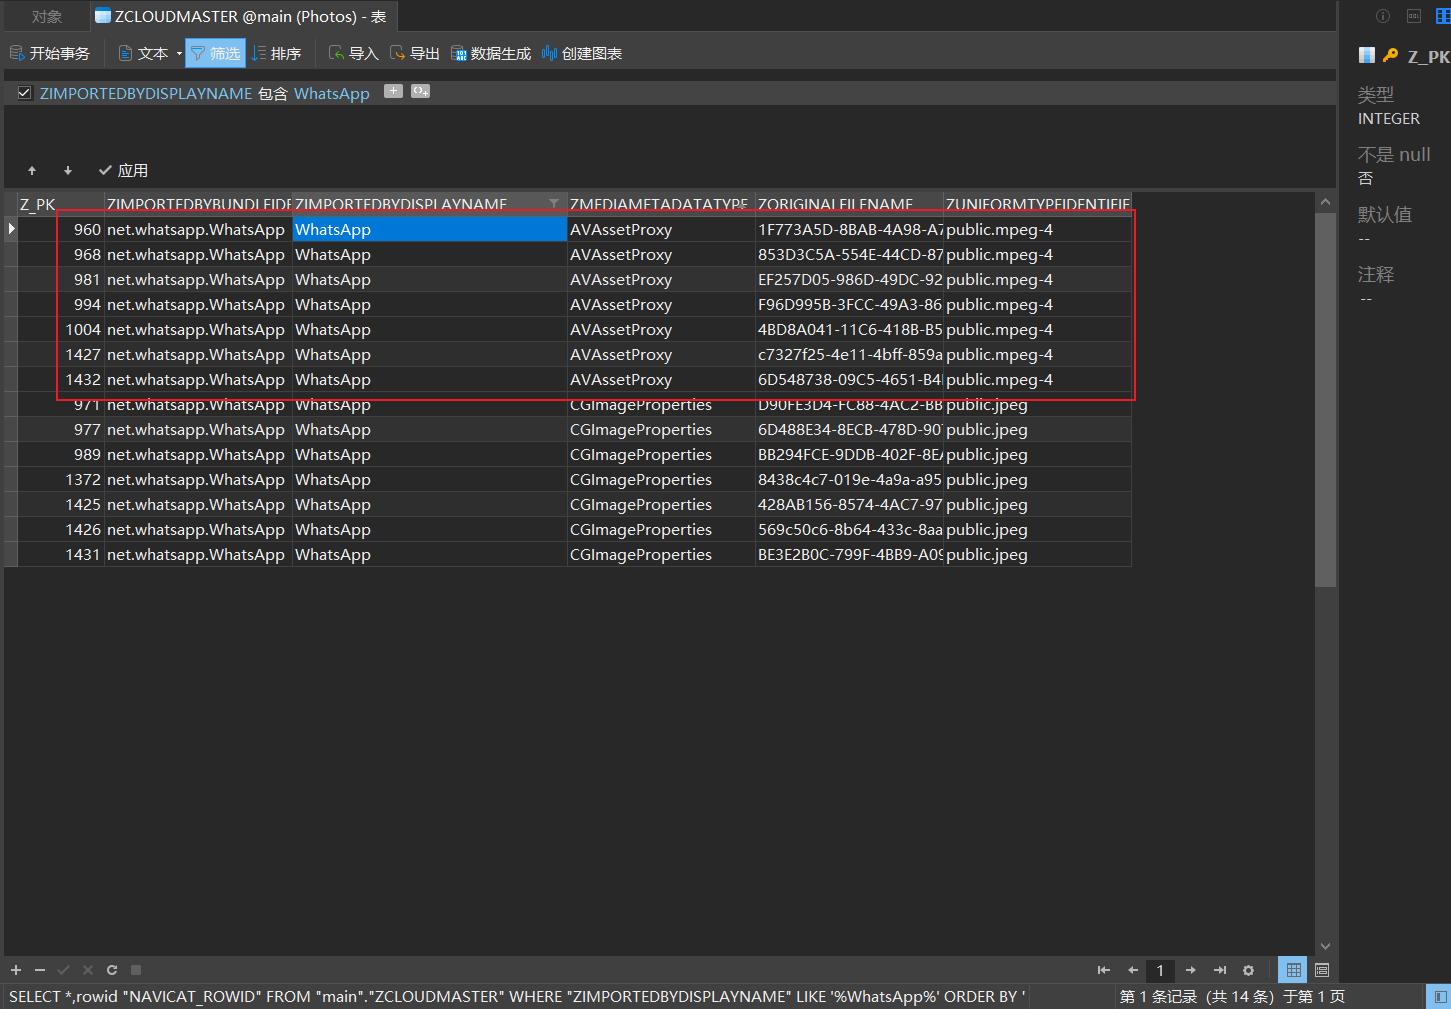 对象
ZCLOUDMASTER @main (Photos) - 表
开始事务 文本 筛选 排序 导入 导出 数据生成 创建图表
ZIMPORTEDBYDISPLAYNAME 包含 WhatsApp
应用
Z_PK ZIMPORTEDBYBUNDLEIDE ZIMPORTEDBYDISPLAYNAME ZMEDIAMETADATATYPE ZORIGINALFILENAME ZUNIFORMTYPEIDENTIFIE
960 net.whatsapp.WhatsApp WhatsApp AVAssetProxy 1F773A5D-8BAB-4A98-A7 public.mpeg-4
968 net.whatsapp.WhatsApp WhatsApp AVAssetProxy 853D3C5A-554E-44CD-87 public.mpeg-4
981 net.whatsapp.WhatsApp WhatsApp AVAssetProxy EF257D05-986D-49DC-92 public.mpeg-4
994 net.whatsapp.WhatsApp WhatsApp AVAssetProxy F96D995B-3FCC-49A3-86 public.mpeg-4
1004 net.whatsapp.WhatsApp WhatsApp AVAssetProxy 4BD8A041-11C6-418B-B5 public.mpeg-4
1427 net.whatsapp.WhatsApp WhatsApp AVAssetProxy c7327f25-4e11-4bff-859a public.mpeg-4
1432 net.whatsapp.WhatsApp WhatsApp AVAssetProxy 6D548738-09C5-4651-B4 public.mpeg-4
971 net.whatsapp.WhatsApp WhatsApp CGImageProperties D90FE3D4-FC88-4AC2-BB public.jpeg
977 net.whatsapp.WhatsApp WhatsApp CGImageProperties 6D488E34-8ECB-478D-907 public.jpeg
989 net.whatsapp.WhatsApp WhatsApp CGImageProperties BB294FCE-9DDB-402F-8EA public.jpeg
1372 net.whatsapp.WhatsApp WhatsApp CGImageProperties 8438c4c7-019e-4a9a-a95 public.jpeg
1425 net.whatsapp.WhatsApp WhatsApp CGImageProperties 428AB156-8574-4AC7-97 public.jpeg
1426 net.whatsapp.WhatsApp WhatsApp CGImageProperties 569c50c6-8b64-433c-8aa public.jpeg
1431 net.whatsapp.WhatsApp WhatsApp CGImageProperties BE3E2B0C-799F-4BB9-A09 public.jpeg
1
SELECT *,rowid "NAVICAT_ROWID" FROM "main"."ZCLOUDMASTER" WHERE "ZIMPORTEDBYDISPLAYNAME" LIKE '%WhatsApp%' ORDER BY '
第 1 条记录 (共 14 条) 于第 1 页
Z_PK
类型
INTEGER
不是 null
否
默认值
--
注释
--